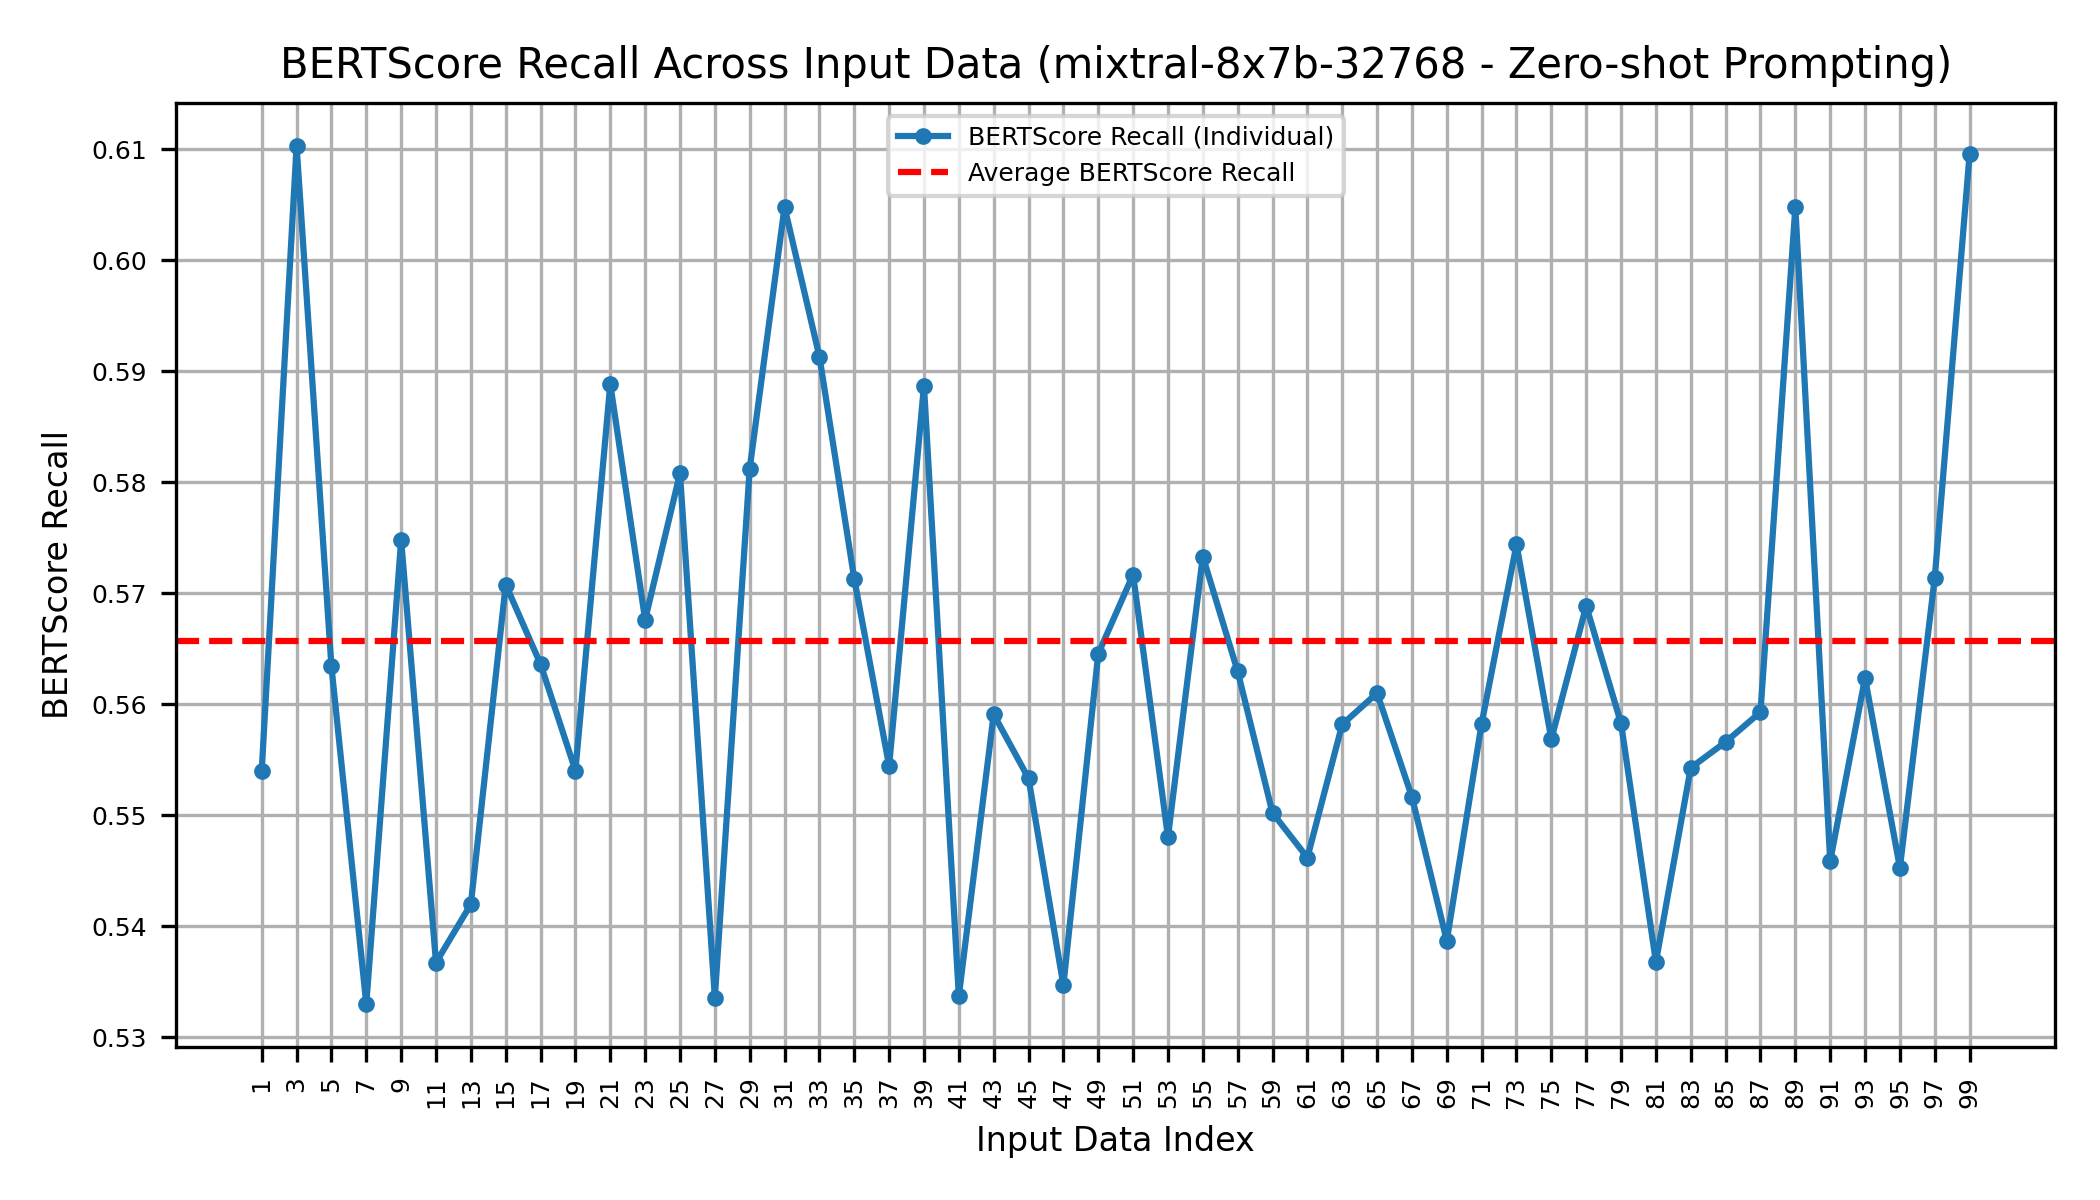 BERTScore Recall Across Input Data (mixtral-8x7b-32768 - Zero-shot Prompting)
BERTScore Recall (Individual)
Average BERTScore Recall
BERTScore Recall
0.61
0.60
0.59
0.58
0.57
0.56
0.55
0.54
0.53
1 3 5 7 9 11 13 15 17 19 21 23 25 27 29 31 33 35 37 39 41 43 45 47 49 51 53 55 57 59 61 63 65 67 69 71 73 75 77 79 81 83 85 87 89 91 93 95 97 99
Input Data Index